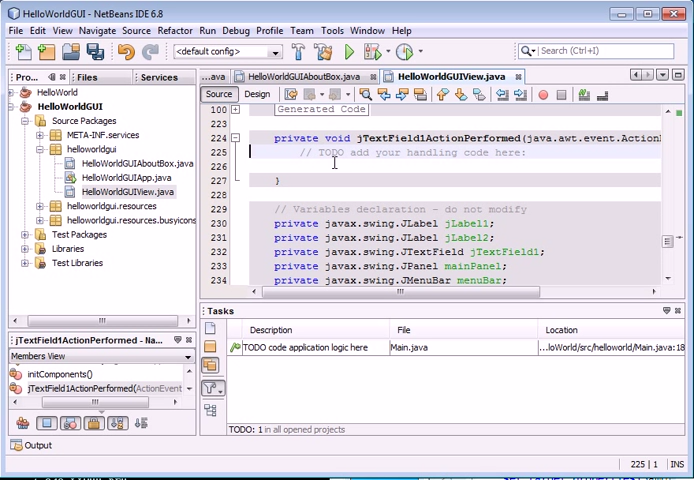 HelloWorldGUI - NetBeans IDE 6.8
File Edit View Navigate Source Refactor Run Debug Profile Team Tools Window Help
<default config>
Search (Ctrl+I)
Pro... Files Services
...ava HelloWorldGUIAboutBox.java HelloWorldGUIView.java
Source Design
HelloWorld
HelloWorldGUI
Source Packages
META-INF.services
helloworldgui
HelloWorldGUIAboutBox.java
HelloWorldGUIApp.java
HelloWorldGUIView.java
helloworldgui.resources
helloworldgui.resources.busyicons
Test Packages
Libraries
Test Libraries
100 Generated Code
223
224 private void jTextField1ActionPerformed(java.awt.event.Action
225 // TODO add your handling code here:
226
227 }
228
229 // Variables declaration - do not modify
230 private javax.swing.JLabel jLabel1;
231 private javax.swing.JLabel jLabel2;
232 private javax.swing.JTextField jTextField1;
233 private javax.swing.JPanel mainPanel;
234 private javax.swing.JMenuBar menuBar;
jTextField1ActionPerformed - Na...
Members View
initComponents()
jTextField1ActionPerformed(ActionEvent
Tasks
Description File Location
TODO code application logic here Main.java ...loWorld/src/helloworld/Main.java:18
TODO: 1 in all opened projects
Output
225 | 1 INS